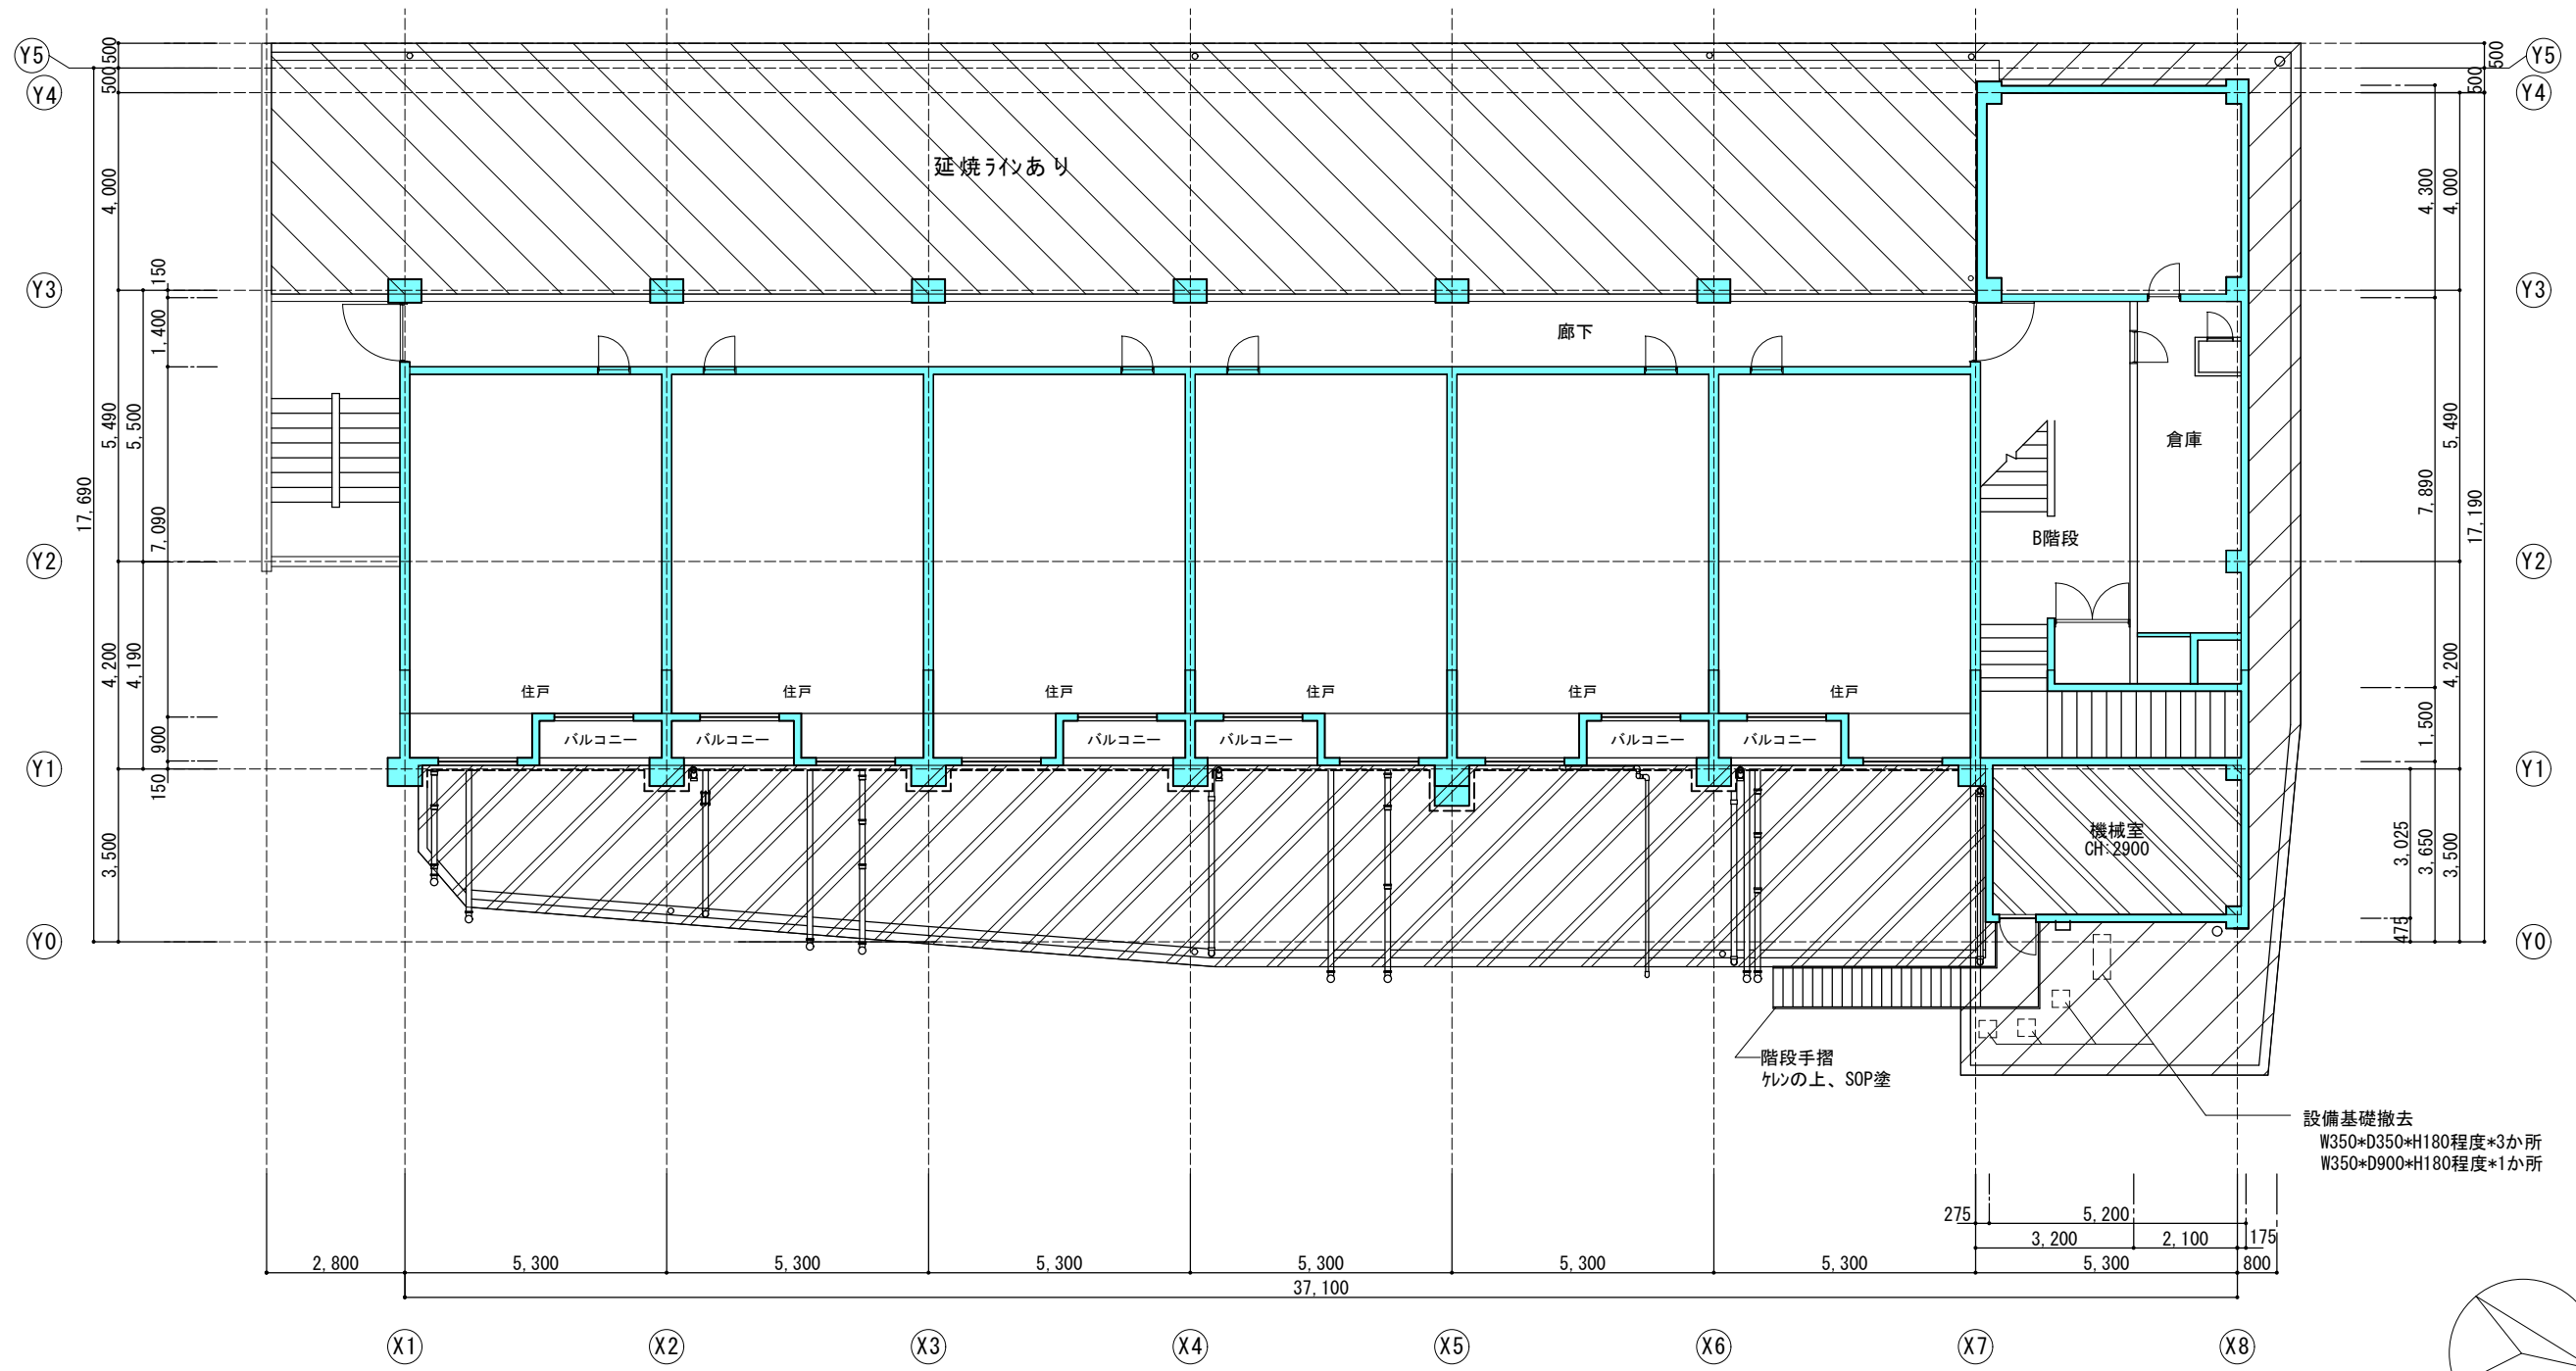 Y5
Y4
Y3
Y2
Y1
Y0
500
500
4,000
150
1,400
5,490
5,500
17,690
7,090
4,200
4,190
900
150
3,500
延焼ﾗｲﾝあり
廊下
倉庫
B階段
住戸
住戸
住戸
住戸
住戸
住戸
バルコニー
バルコニー
バルコニー
バルコニー
バルコニー
バルコニー
機械室
CH:2900
階段手摺
ｹﾚﾝの上、SOP塗
設備基礎撤去
W350*D350*H180程度*3か所
W350*D900*H180程度*1か所
500
500
4,300
4,000
5,490
7,890
17,190
4,200
1,500
3,025
3,650
3,500
475
Y5
Y4
Y3
Y2
Y1
Y0
275
5,200
3,200
2,100
175
2,800
5,300
5,300
5,300
5,300
5,300
5,300
5,300
800
37,100
X1
X2
X3
X4
X5
X6
X7
X8